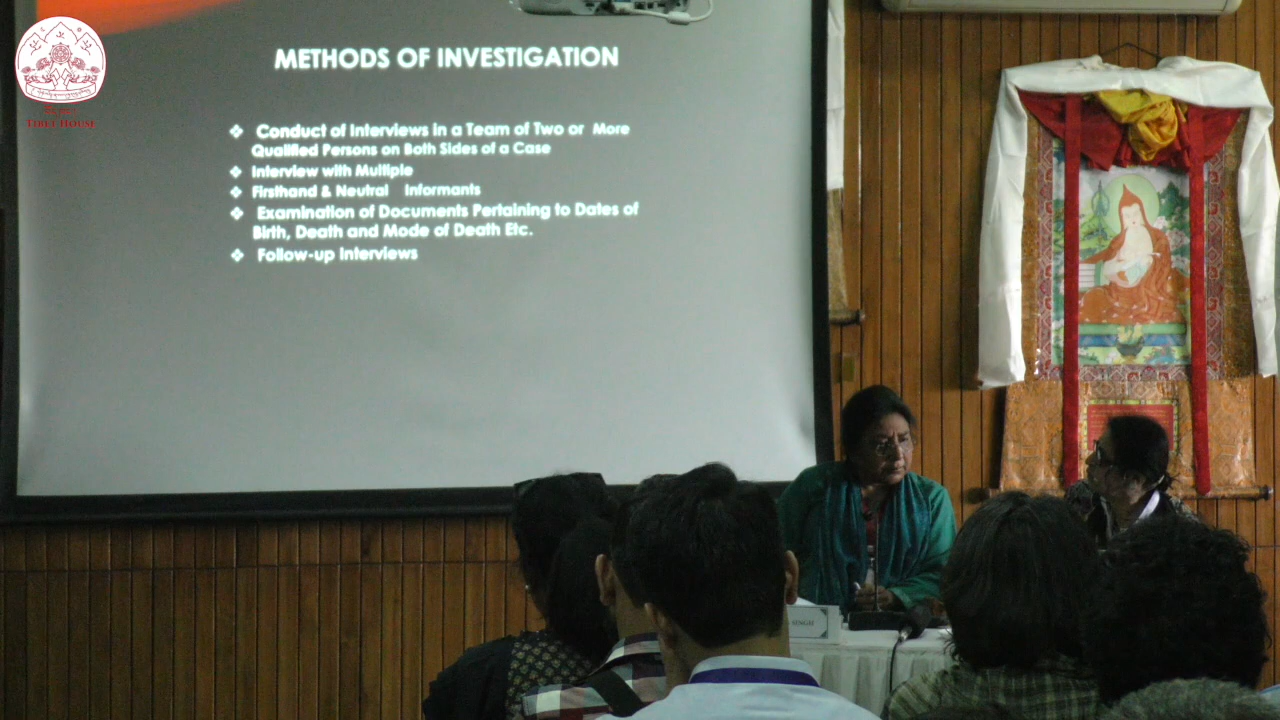 TIBET HOUSE
METHODS OF INVESTIGATION
❖ Conduct of Interviews in a Team of Two or More
Qualified Persons on Both Sides of a Case
❖ Interview with Multiple
❖ Firsthand & Neutral Informants
❖ Examination of Documents Pertaining to Dates of
Birth, Death and Mode of Death Etc.
❖ Follow-up Interviews
SINGH